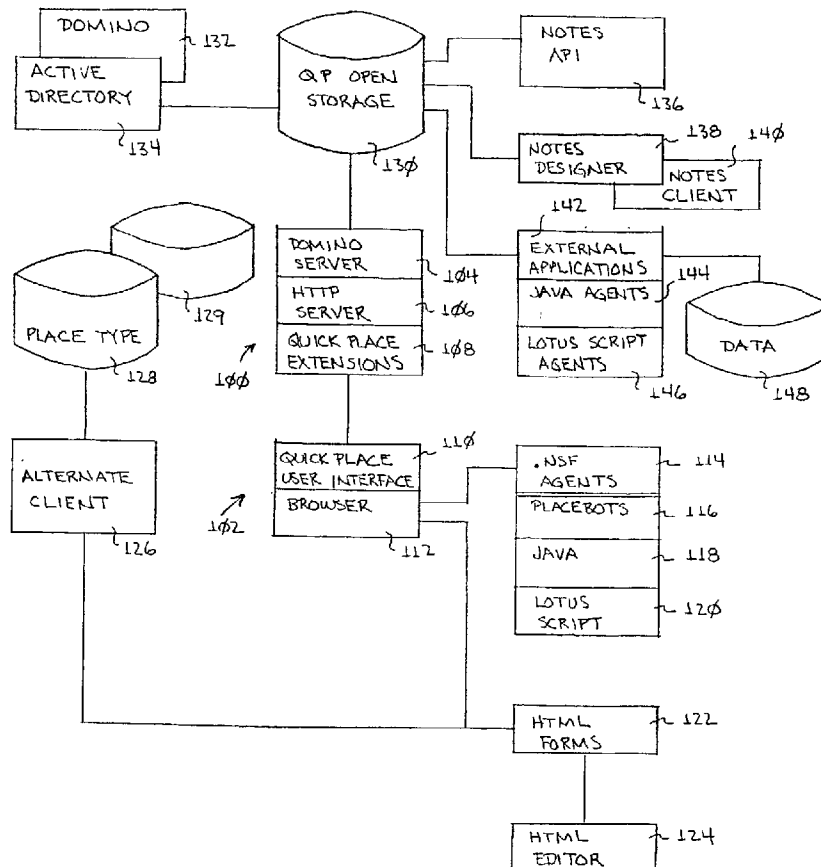 DOMINO
132
ACTIVE
DIRECTORY
134
QP OPEN
STORAGE
130
NOTES
API
136
138
140
NOTES
DESIGNER
NOTES
CLIENT
142
DOMINO
SERVER
104
HTTP
SERVER
106
QUICK PLACE
EXTENSIONS
108
100
EXTERNAL
APPLICATIONS
144
JAVA AGENTS
LOTUS SCRIPT
AGENTS
146
DATA
148
129
PLACE TYPE
128
ALTERNATE
CLIENT
126
110
QUICK PLACE
USER INTERFACE
BROWSER
102
112
.NSF
AGENTS
114
PLACEBOTS
116
JAVA
118
LOTUS
SCRIPT
120
HTML
FORMS
122
HTML
EDITOR
124